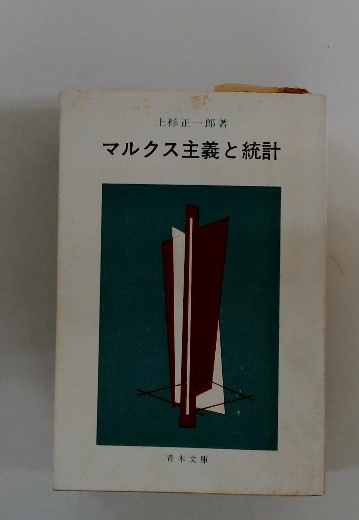 上杉正一郎著
マルクス主義と統計
青木文庫